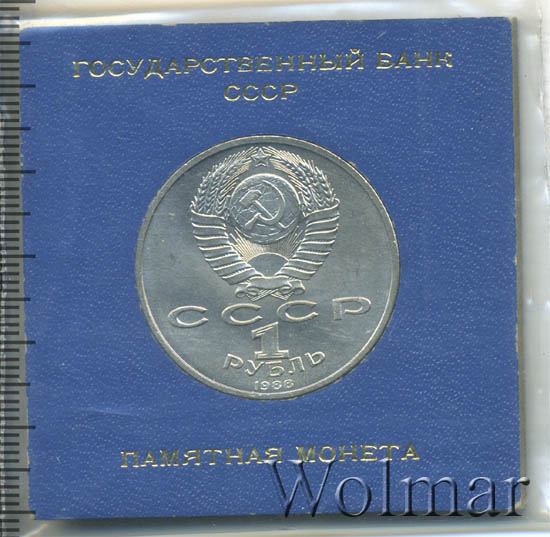 ГОСУДАРСТВЕННЫЙ БАНК
СССР
СССР
1
РУБЛЬ
1988
ПАМЯТНАЯ МОНЕТА
Wolmar